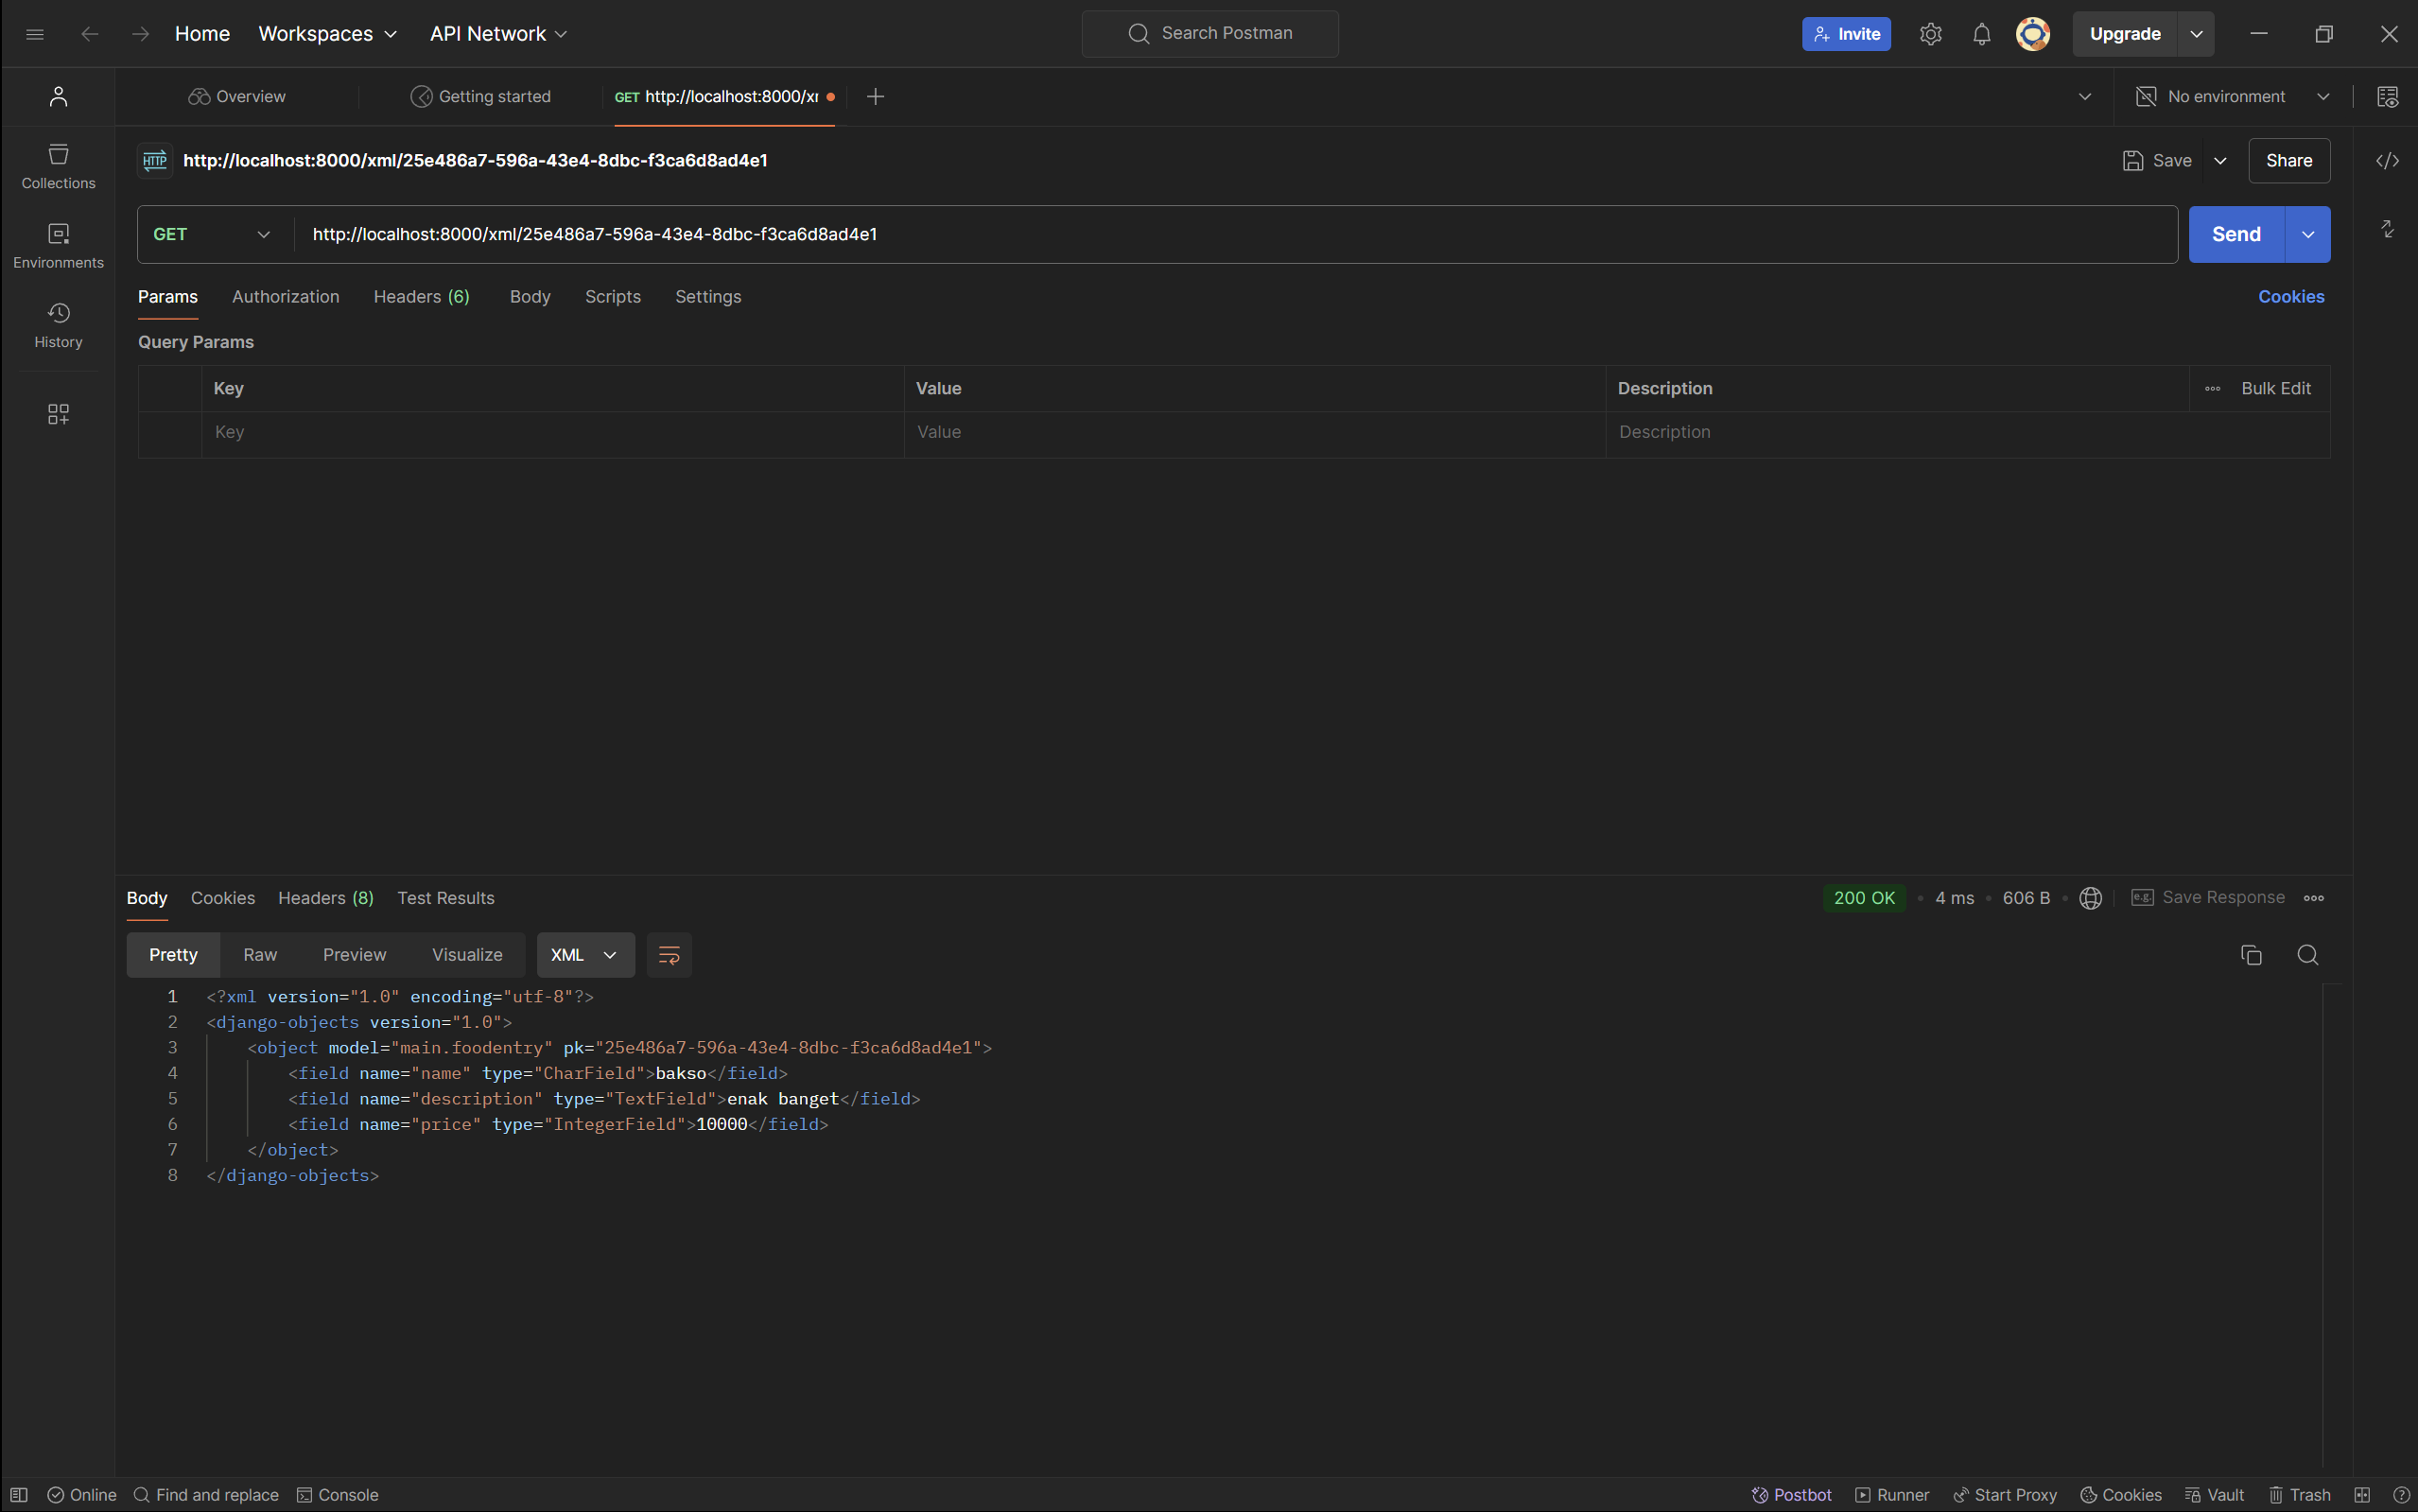 Home Workspaces API Network Search Postman Invite Upgrade
Overview Getting started GET http://localhost:8000/xr No environment
HTTP http://localhost:8000/xml/25e486a7-596a-43e4-8dbc-f3ca6d8ad4e1 Save Share
Collections
GET http://localhost:8000/xml/25e486a7-596a-43e4-8dbc-f3ca6d8ad4e1 Send
Environments
Params Authorization Headers (6) Body Scripts Settings Cookies
History
Query Params
Key Value Description Bulk Edit
Key Value Description
Body Cookies Headers (8) Test Results 200 OK 4 ms 606 B e.g. Save Response
Pretty Raw Preview Visualize XML
1 <?xml version="1.0" encoding="utf-8"?>
2 <django-objects version="1.0">
3 <object model="main.foodentry" pk="25e486a7-596a-43e4-8dbc-f3ca6d8ad4e1">
4 <field name="name" type="CharField">bakso</field>
5 <field name="description" type="TextField">enak banget</field>
6 <field name="price" type="IntegerField">10000</field>
7 </object>
8 </django-objects>
Online Find and replace Console Postbot Runner Start Proxy Cookies Vault Trash